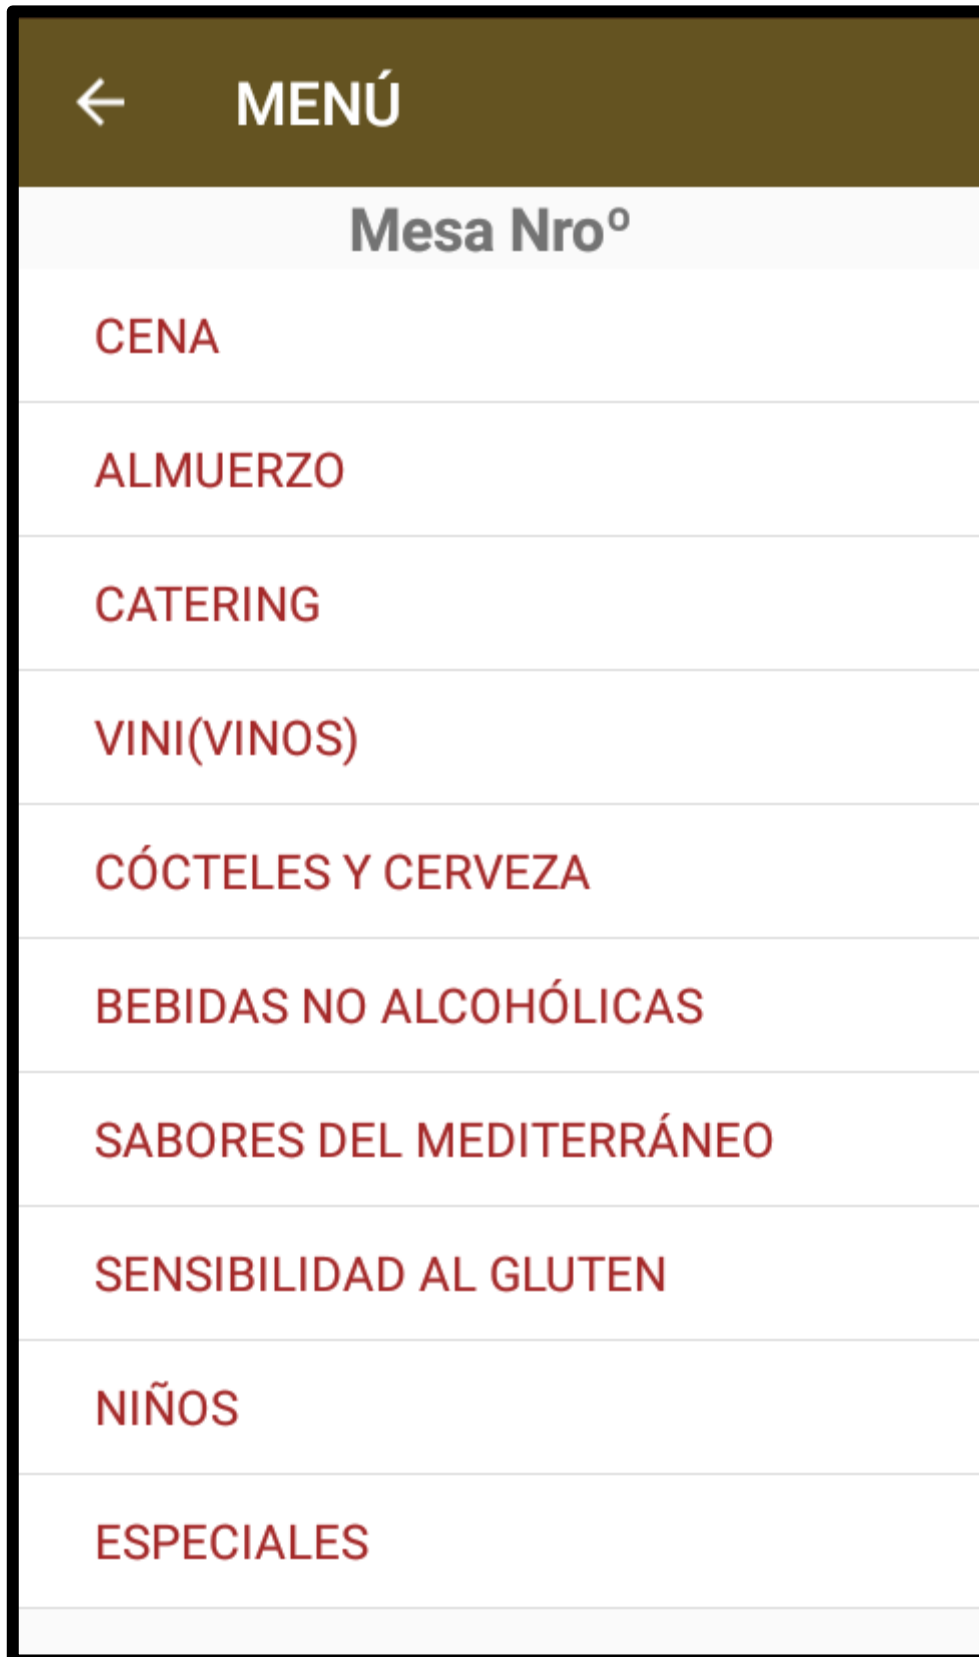 MENÚ
Mesa Nroº
CENA
ALMUERZO
CATERING
VINI(VINOS)
CÓCTELES Y CERVEZA
BEBIDAS NO ALCOHÓLICAS
SABORES DEL MEDITERRÁNEO
SENSIBILIDAD AL GLUTEN
NIÑOS
ESPECIALES